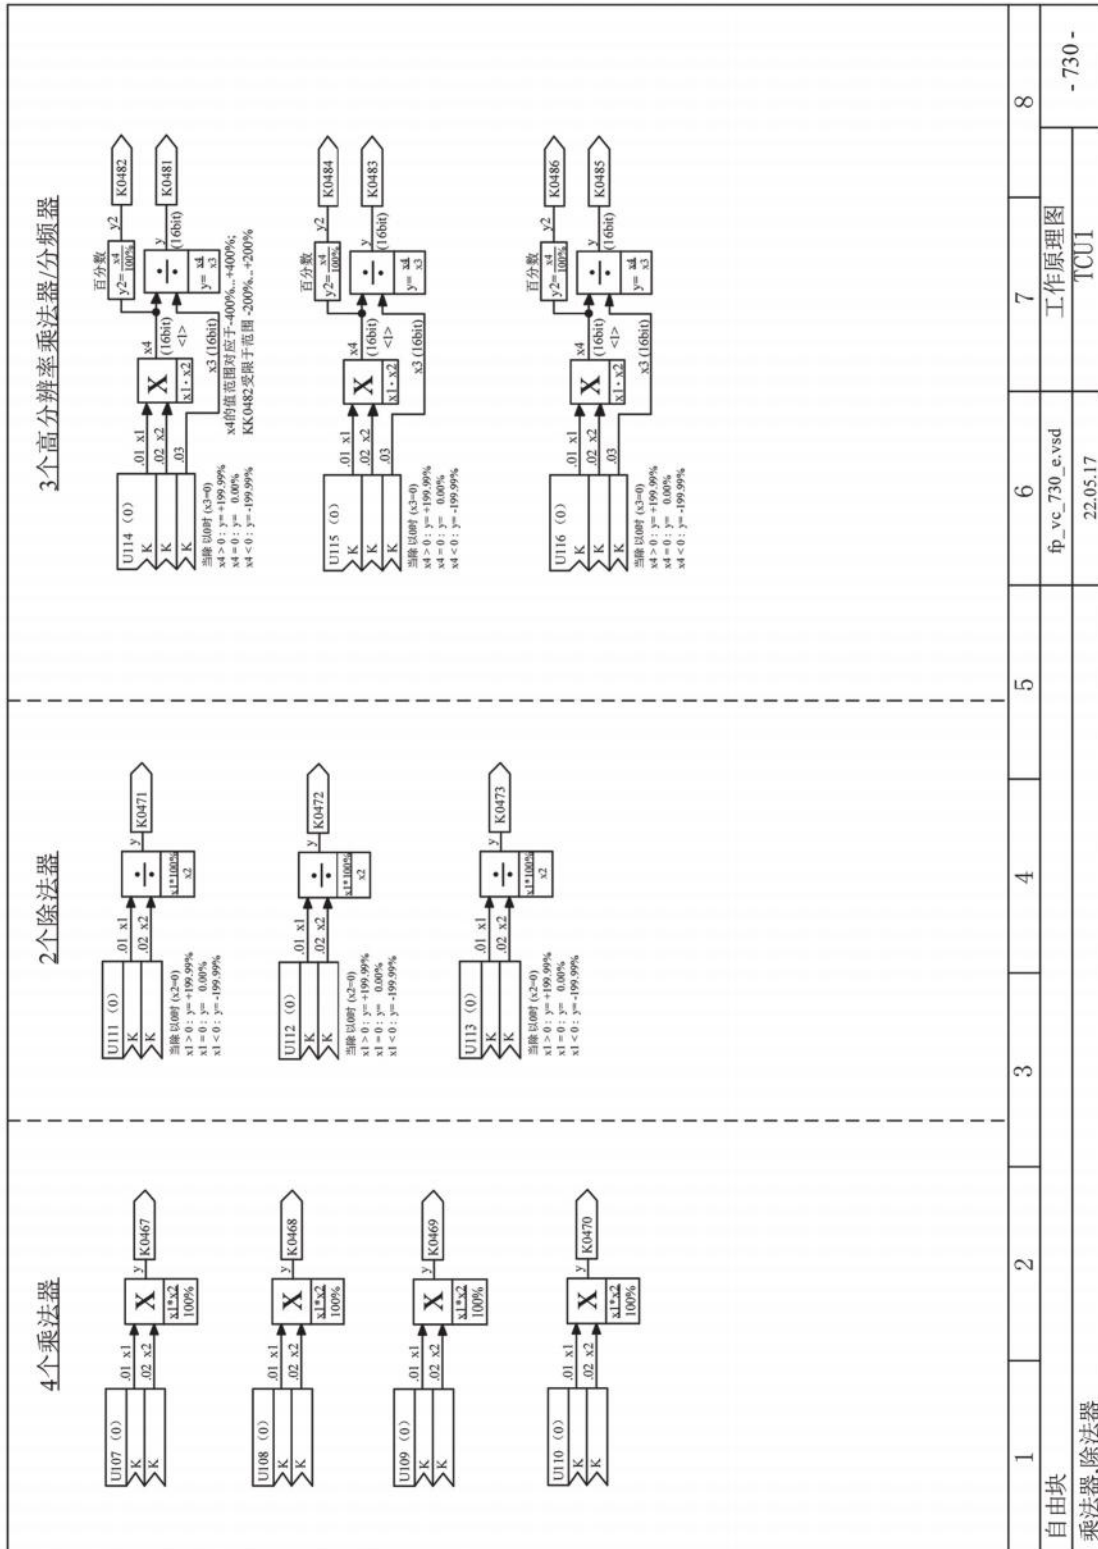 4个乘法器
U107（0）
K
K
.01 x1
.02 x2
X
x1*x2
100%
y
K0467
U108（0）
K
K
.01 x1
.02 x2
X
x1*x2
100%
y
K0468
U109（0）
K
K
.01 x1
.02 x2
X
x1*x2
100%
y
K0469
U110（0）
K
K
.01 x1
.02 x2
X
x1*x2
100%
y
K0470
2个除法器
U111（0）
K
K
.01 x1
.02 x2
÷
x1*100%
x2
y
K0471
当除以0时 (x2=0)
x1 > 0 : y= +199.99%
x1 = 0 : y= 0.00%
x1 < 0 : y= -199.99%
U112（0）
K
K
.01 x1
.02 x2
÷
x1*100%
x2
y
K0472
当除以0时 (x2=0)
x1 > 0 : y= +199.99%
x1 = 0 : y= 0.00%
x1 < 0 : y= -199.99%
U113（0）
K
K
.01 x1
.02 x2
÷
x1*100%
x2
y
K0473
当除以0时 (x2=0)
x1 > 0 : y= +199.99%
x1 = 0 : y= 0.00%
x1 < 0 : y= -199.99%
3个高分辨率乘法器/分频器
U114（0）
K
K
K
.01 x1
.02 x2
.03
X
x1 · x2
x4
(16bit)
<1>
x3 (16bit)
百分数
y2= x4
100%
y2
K0482
÷
y= x4
x3
y
(16bit)
K0481
当除以0时 (x3=0)
x4 > 0 : y= +199.99%
x4 = 0 : y= 0.00%
x4 < 0 : y= -199.99%
x4的值范围对应于-400%...+400%;
KK0482受限于范围 -200%...+200%
U115（0）
K
K
K
.01 x1
.02 x2
.03
X
x1 · x2
x4
(16bit)
<1>
x3 (16bit)
百分数
y2= x4
100%
y2
K0484
÷
y= x4
x3
y
(16bit)
K0483
当除以0时 (x3=0)
x4 > 0 : y= +199.99%
x4 = 0 : y= 0.00%
x4 < 0 : y= -199.99%
U116（0）
K
K
K
.01 x1
.02 x2
.03
X
x1 · x2
x4
(16bit)
<1>
x3 (16bit)
百分数
y2= x4
100%
y2
K0486
÷
y= x4
x3
y
(16bit)
K0485
当除以0时 (x3=0)
x4 > 0 : y= +199.99%
x4 = 0 : y= 0.00%
x4 < 0 : y= -199.99%
1 2 3 4 5 6 7 8
自由块 fp_vc_730_e.vsd 工作原理图 - 730 -
乘法器,除法器 22.05.17 TCU1